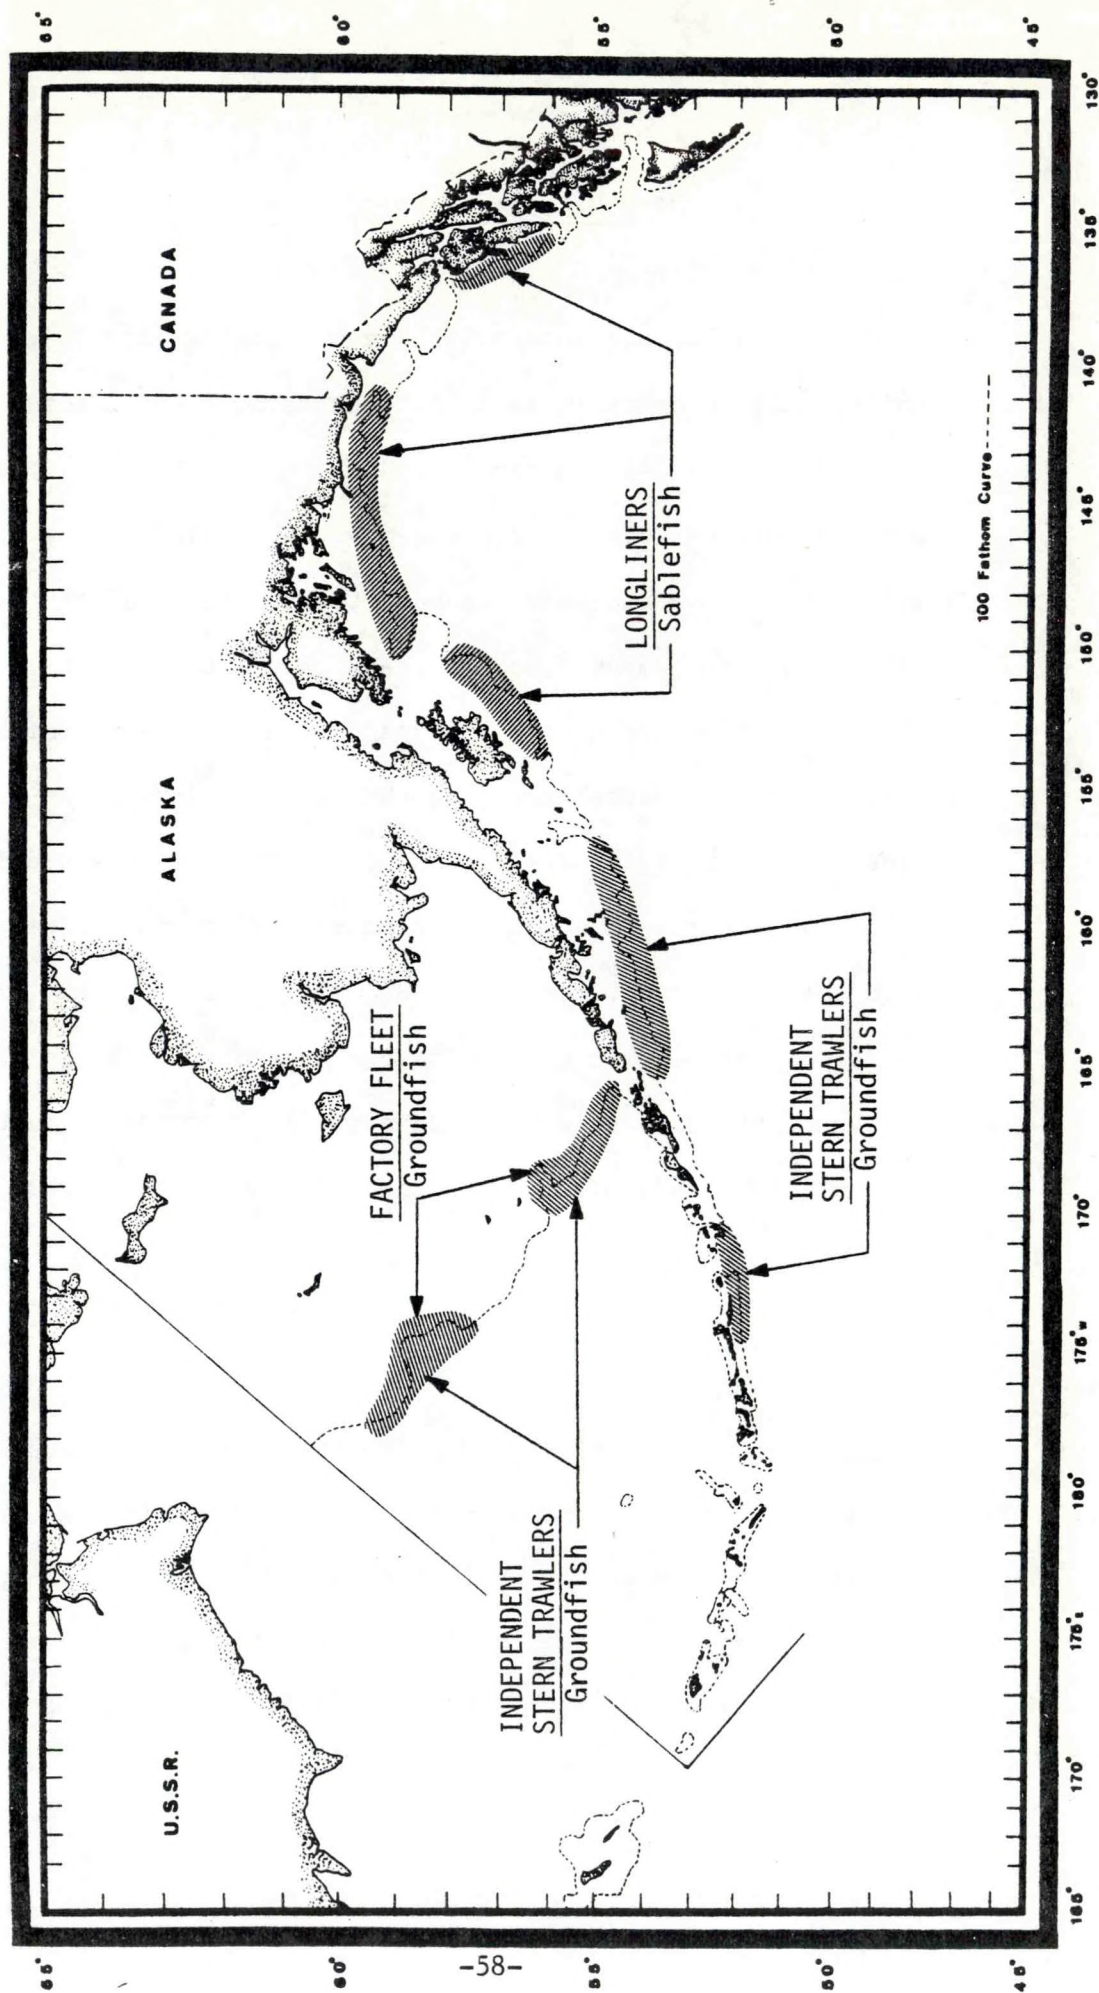 U.S.S.R.
ALASKA
CANADA
FACTORY FLEET
Groundfish
INDEPENDENT
STERN TRAWLERS
Groundfish
INDEPENDENT
STERN TRAWLERS
Groundfish
LONGLINERS
Sablefish
100 Fathom Curve
65°
60°
55°
50°
45°
65°
60°
55°
50°
45°
165°
170°
175°E
180°
175°W
170°
165°
160°
155°
150°
145°
140°
135°
130°
-58-